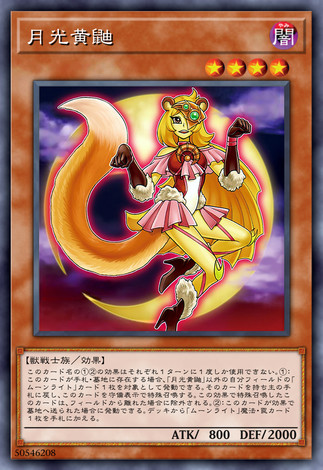 月光黄鼬
闇
やみ
【獣戦士族/効果】
このカード名の①②の効果はそれぞれ1ターンに1度しか使用できない。①:
このカードが手札・墓地に存在する場合、「月光黄鼬」以外の自分フィールドの
「ムーンライト」カード1枚を対象として発動できる。そのカードを持ち主の手
札に戻し、このカードを守備表示で特殊召喚する。この効果で特殊召喚したこ
のカードは、フィールドから離れた場合に除外される。②:このカードが効果で
墓地へ送られた場合に発動できる。デッキから「ムーンライト」魔法・罠カード
1枚を手札に加える。
ATK/ 800 DEF/2000
50546208